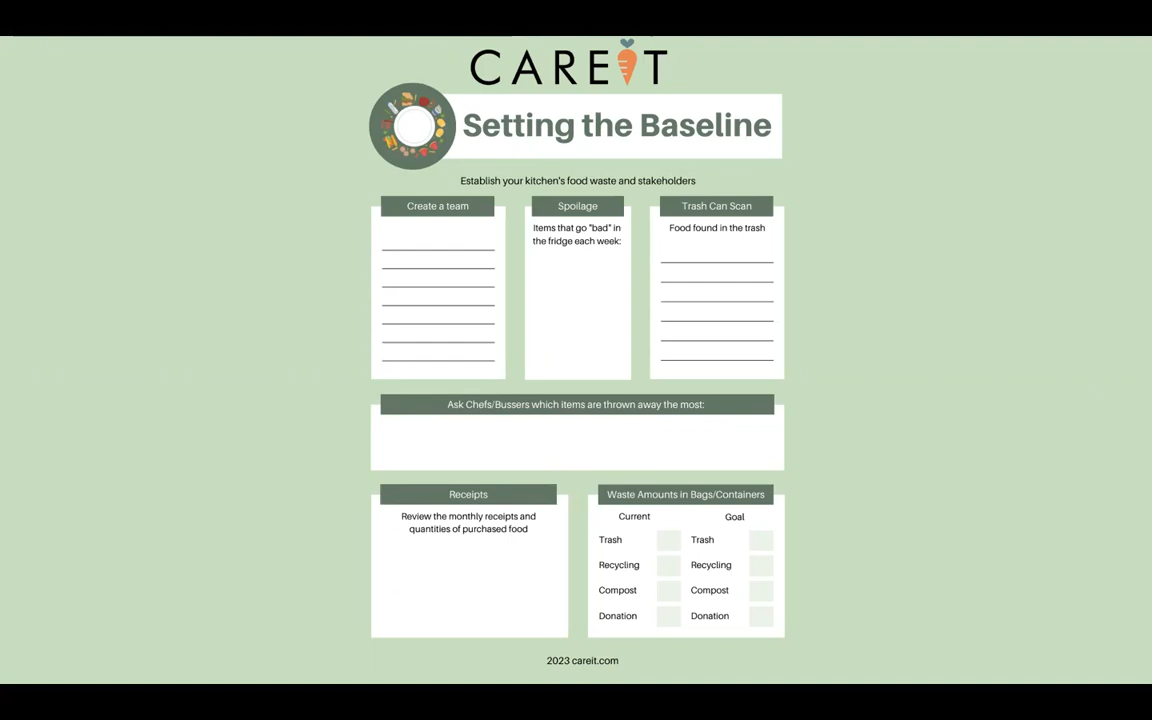 CAREIT
Setting the Baseline
Establish your kitchen's food waste and stakeholders
Create a team
Spoilage
Items that go "bad" in
the fridge each week:
Trash Can Scan
Food found in the trash
Ask Chefs/Bussers which items are thrown away the most:
Receipts
Review the monthly receipts and
quantities of purchased food
Waste Amounts in Bags/Containers
Current Goal
Trash Trash
Recycling Recycling
Compost Compost
Donation Donation
2023 careit.com